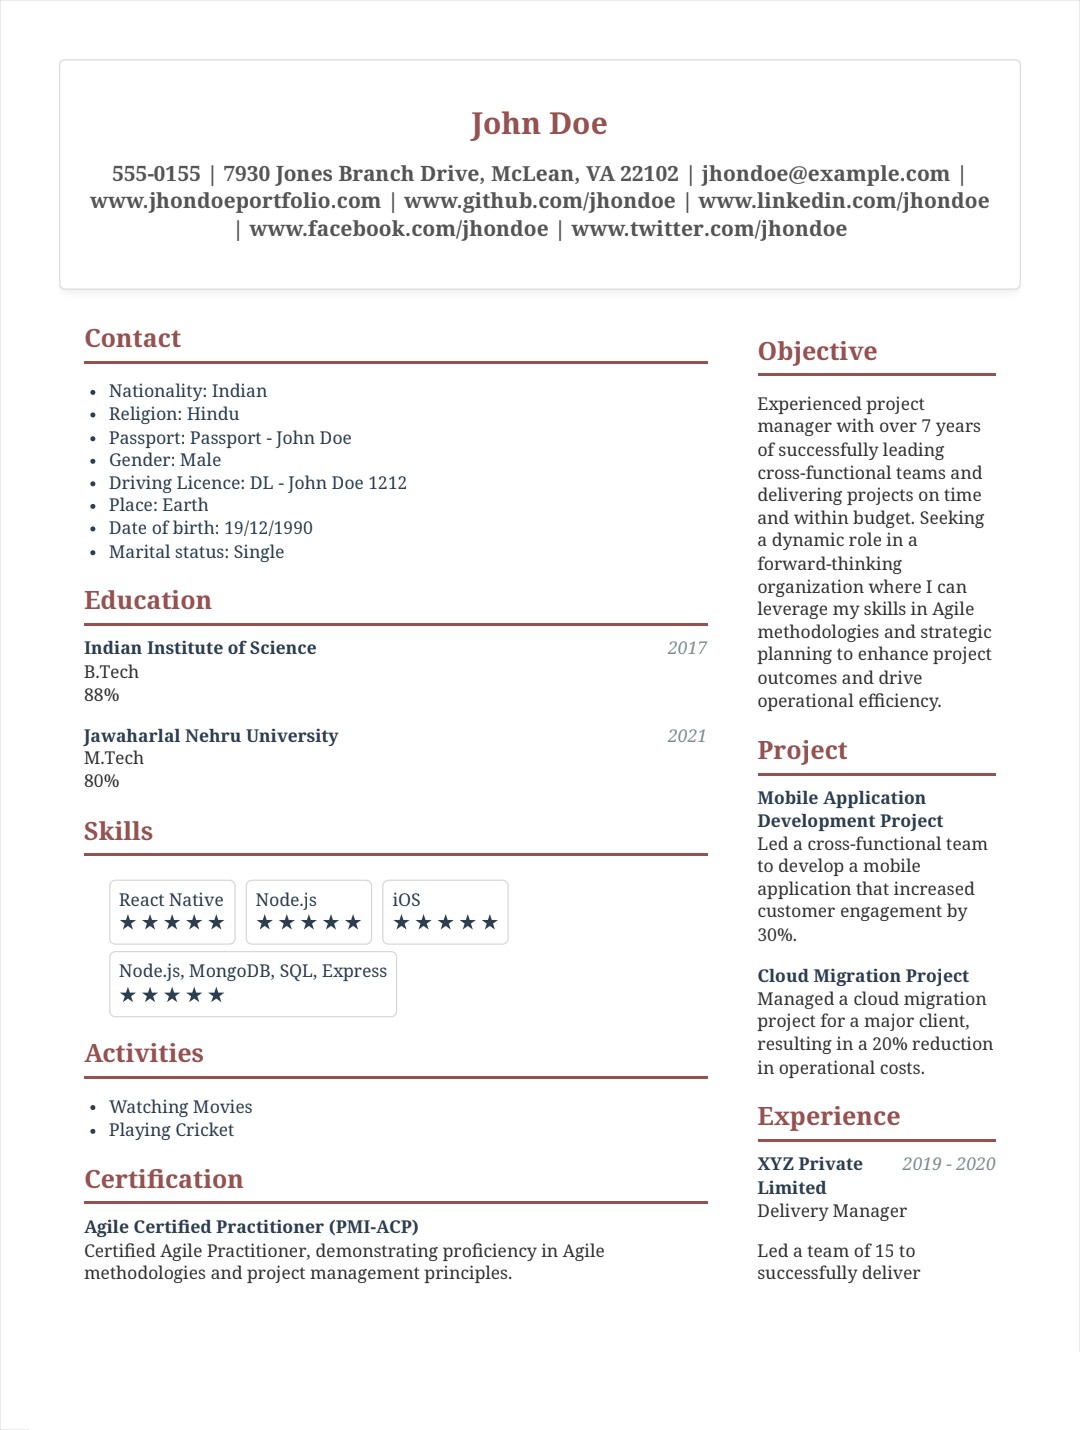 John Doe
555-0155 | 7930 Jones Branch Drive, McLean, VA 22102 | jhondoe@example.com |
www.jhondoeportfolio.com | www.github.com/jhondoe | www.linkedin.com/jhondoe
| www.facebook.com/jhondoe | www.twitter.com/jhondoe
Contact
• Nationality: Indian
• Religion: Hindu
• Passport: Passport - John Doe
• Gender: Male
• Driving Licence: DL - John Doe 1212
• Place: Earth
• Date of birth: 19/12/1990
• Marital status: Single
Education
Indian Institute of Science 2017
B.Tech
88%
Jawaharlal Nehru University 2021
M.Tech
80%
Skills
React Native Node.js iOS
★★★★★ ★★★★★ ★★★★★
Node.js, MongoDB, SQL, Express
★★★★★
Activities
• Watching Movies
• Playing Cricket
Certification
Agile Certified Practitioner (PMI-ACP)
Certified Agile Practitioner, demonstrating proficiency in Agile
methodologies and project management principles.
Objective
Experienced project
manager with over 7 years
of successfully leading
cross-functional teams and
delivering projects on time
and within budget. Seeking
a dynamic role in a
forward-thinking
organization where I can
leverage my skills in Agile
methodologies and strategic
planning to enhance project
outcomes and drive
operational efficiency.
Project
Mobile Application
Development Project
Led a cross-functional team
to develop a mobile
application that increased
customer engagement by
30%.
Cloud Migration Project
Managed a cloud migration
project for a major client,
resulting in a 20% reduction
in operational costs.
Experience
XYZ Private 2019 - 2020
Limited
Delivery Manager
Led a team of 15 to
successfully deliver